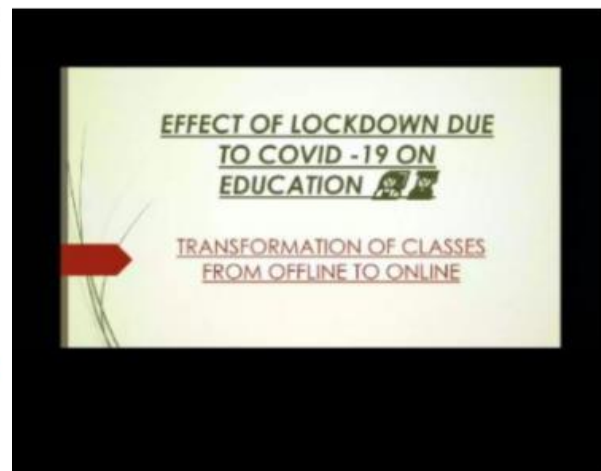 EFFECT OF LOCKDOWN DUE
TO COVID -19 ON
EDUCATION
TRANSFORMATION OF CLASSES
FROM OFFLINE TO ONLINE